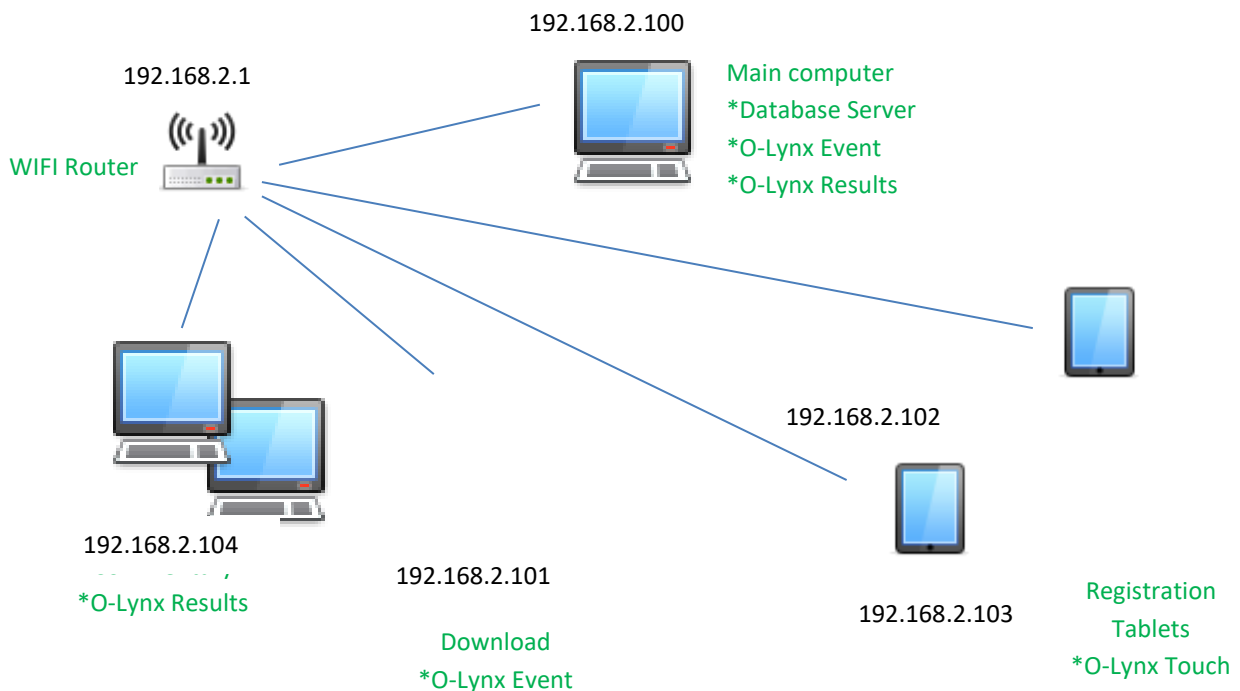 192.168.2.100
192.168.2.1
Main computer
*Database Server
*O-Lynx Event
*O-Lynx Results
WIFI Router
192.168.2.102
192.168.2.104
*O-Lynx Results
192.168.2.101
Download
*O-Lynx Event
192.168.2.103
Registration
Tablets
*O-Lynx Touch